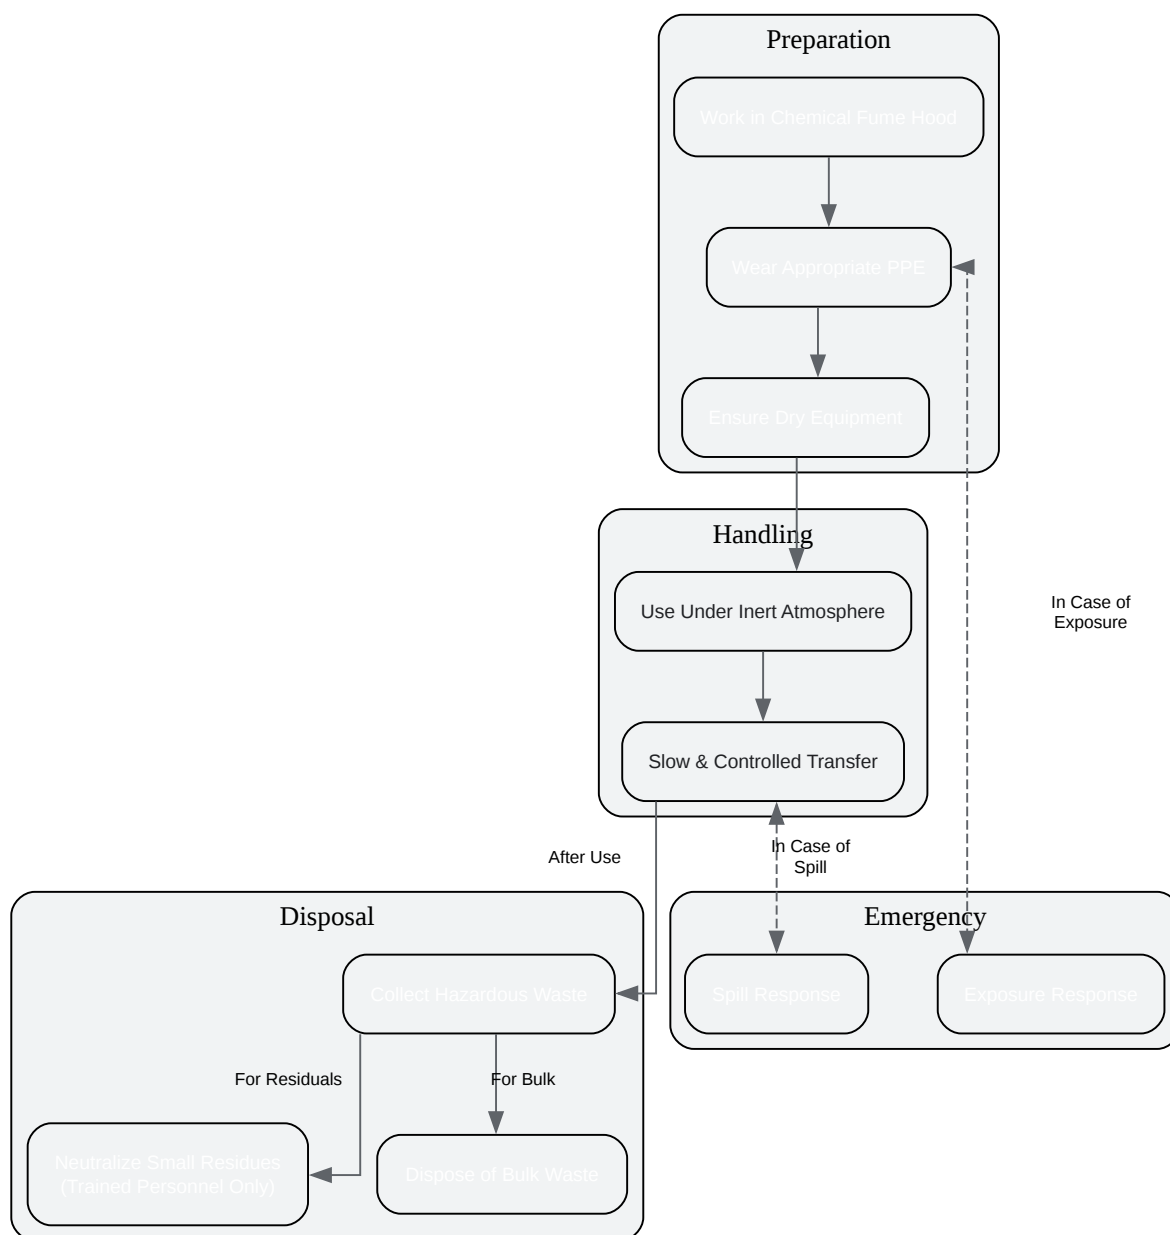 Preparation
Work in Chemical Fume Hood
Wear Appropriate PPE
Ensure Dry Equipment
Handling
Use Under Inert Atmosphere
In Case of
Exposure
Slow & Controlled Transfer
After Use
In Case of
Spill
Disposal
Emergency
Collect Hazardous Waste
Spill Response
Exposure Response
For Residuals
For Bulk
Neutralize Small Residues
(Trained Personnel Only)
Dispose of Bulk Waste